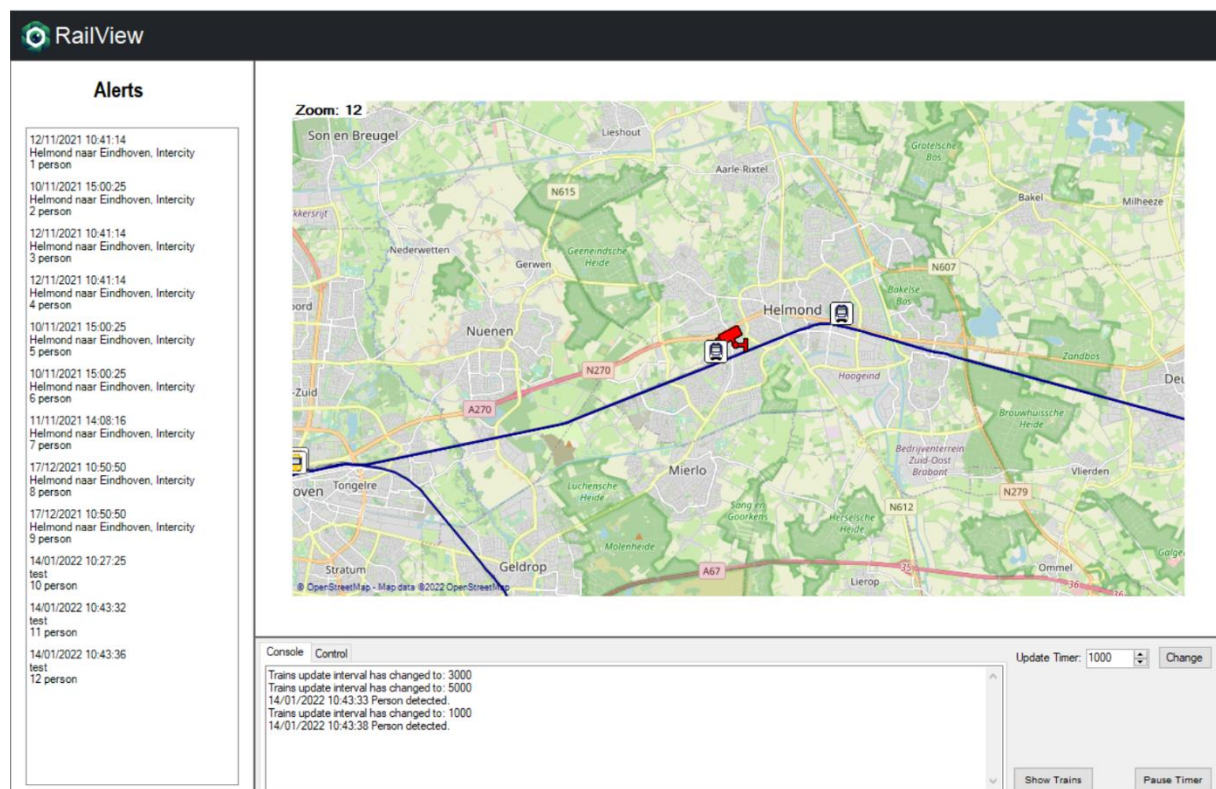 RailView
Alerts
12/11/2021 10:41:14
Helmond naar Eindhoven, Intercity
1 person
10/11/2021 15:00:25
Helmond naar Eindhoven, Intercity
2 person
12/11/2021 10:41:14
Helmond naar Eindhoven, Intercity
3 person
12/11/2021 10:41:14
Helmond naar Eindhoven, Intercity
4 person
10/11/2021 15:00:25
Helmond naar Eindhoven, Intercity
5 person
10/11/2021 15:00:25
Helmond naar Eindhoven, Intercity
6 person
11/11/2021 14:08:16
Helmond naar Eindhoven, Intercity
7 person
17/12/2021 10:50:50
Helmond naar Eindhoven, Intercity
8 person
17/12/2021 10:50:50
Helmond naar Eindhoven, Intercity
9 person
14/01/2022 10:27:25
test
10 person
14/01/2022 10:43:32
test
11 person
14/01/2022 10:43:36
test
12 person
Zoom: 12
Son en Breugel
Lieshout
Grotelsche
Bos
Aarle-Rixtel
N615
Bakel
Milheeze
kkersrijt
Nederwetten
Gerwen
Geeneindsche
Heide
N607
Bakelse
Bos
oord
Helmond
Nuenen
Zandbos
N270
Hoogeind
Deu
-Zuid
A270
Brouwhuissche
Heide
Bedrijventerrein
Zuid-Oost
Brabant
Mierlo
Vlierden
oven
Tongelre
Luchensche
Heide
N279
Sang en
Goorkens
N612
Herselsche
Heide
Molenheide
Galge
Stratum
Geldrop
A67
35
Ommel
Lierop
36
36
© OpenStreetMap - Map data ©2022 OpenStreetMap
Console
Control
Trains update interval has changed to: 3000
Trains update interval has changed to: 5000
14/01/2022 10:43:33 Person detected.
Trains update interval has changed to: 1000
14/01/2022 10:43:38 Person detected.
Update Timer: 1000
Change
Show Trains
Pause Timer